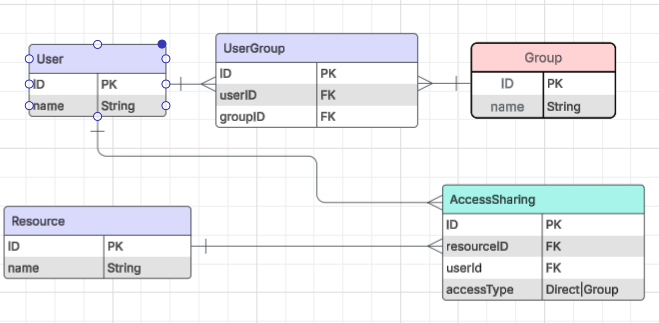 User
ID PK
name String
UserGroup
ID PK
userID FK
groupID FK
Group
ID PK
name String
Resource
ID PK
name String
AccessSharing
ID PK
resourceID FK
userId FK
accessType Direct|Group